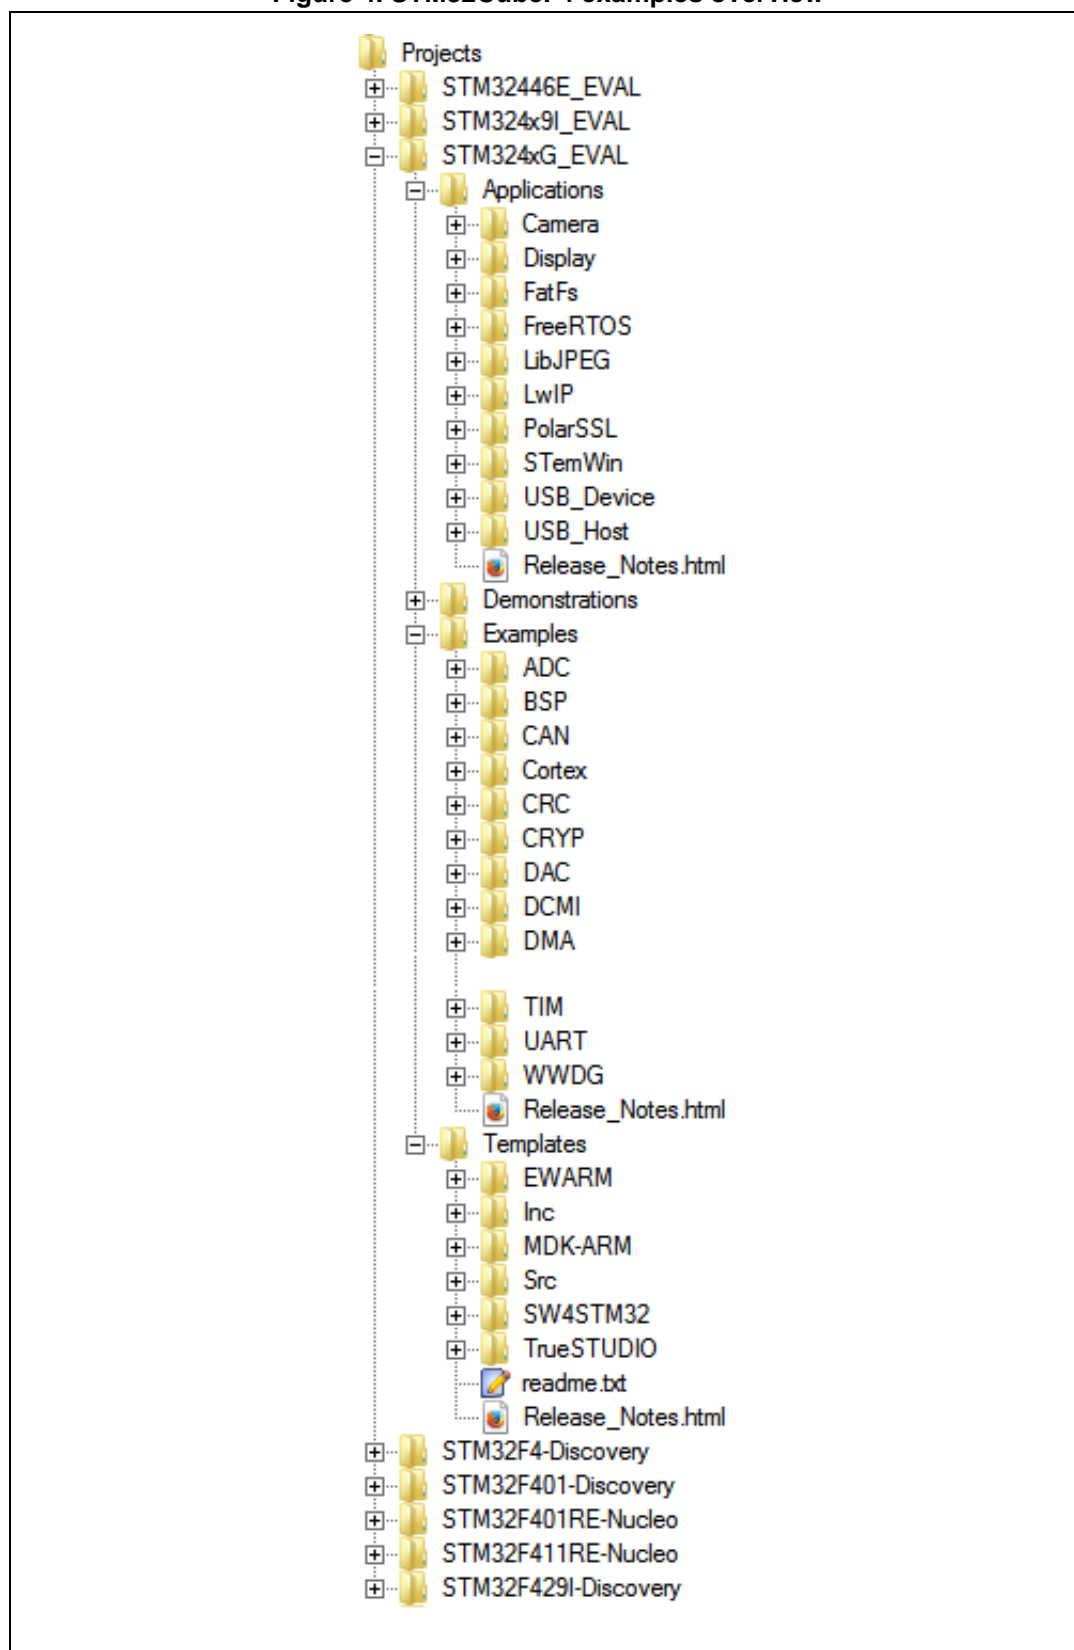 Projects
STM32446E_EVAL
STM324x9I_EVAL
STM324xG_EVAL
Applications
Camera
Display
FatFs
FreeRTOS
LibJPEG
LwIP
PolarSSL
STemWin
USB_Device
USB_Host
Release_Notes.html
Demonstrations
Examples
ADC
BSP
CAN
Cortex
CRC
CRYP
DAC
DCMI
DMA
TIM
UART
WWDG
Release_Notes.html
Templates
EWARM
Inc
MDK-ARM
Src
SW4STM32
TrueSTUDIO
readme.txt
Release_Notes.html
STM32F4-Discovery
STM32F401-Discovery
STM32F401RE-Nucleo
STM32F411RE-Nucleo
STM32F429I-Discovery